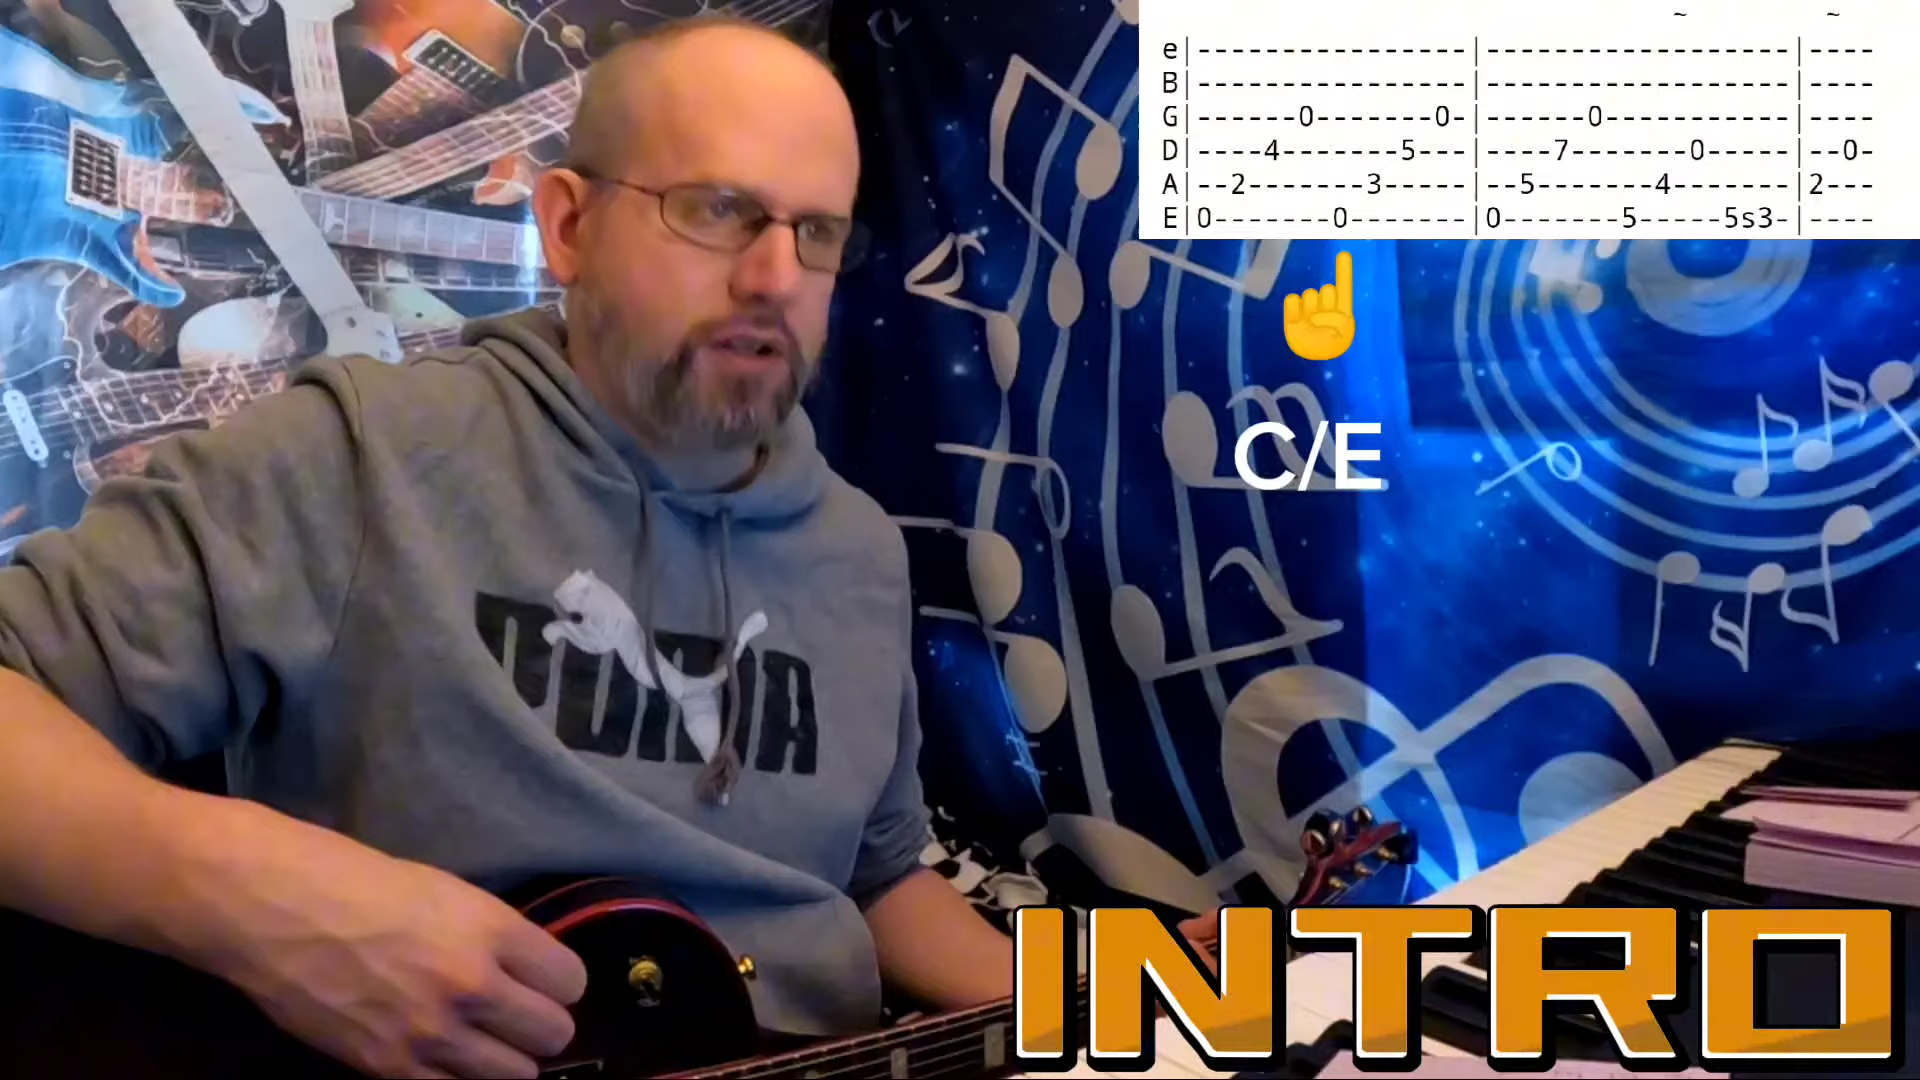 ~ ~
e|----------------|------------------|----
B|----------------|------------------|----
G|------0-------0-|------0-----------|----
D|----4-------5---|----7-------0-----|--0-
A|--2-------3-----|--5-------4-------|2---
E|0-------0-------|0-------5-----5s3-|----
C/E
PUMA
INTRO